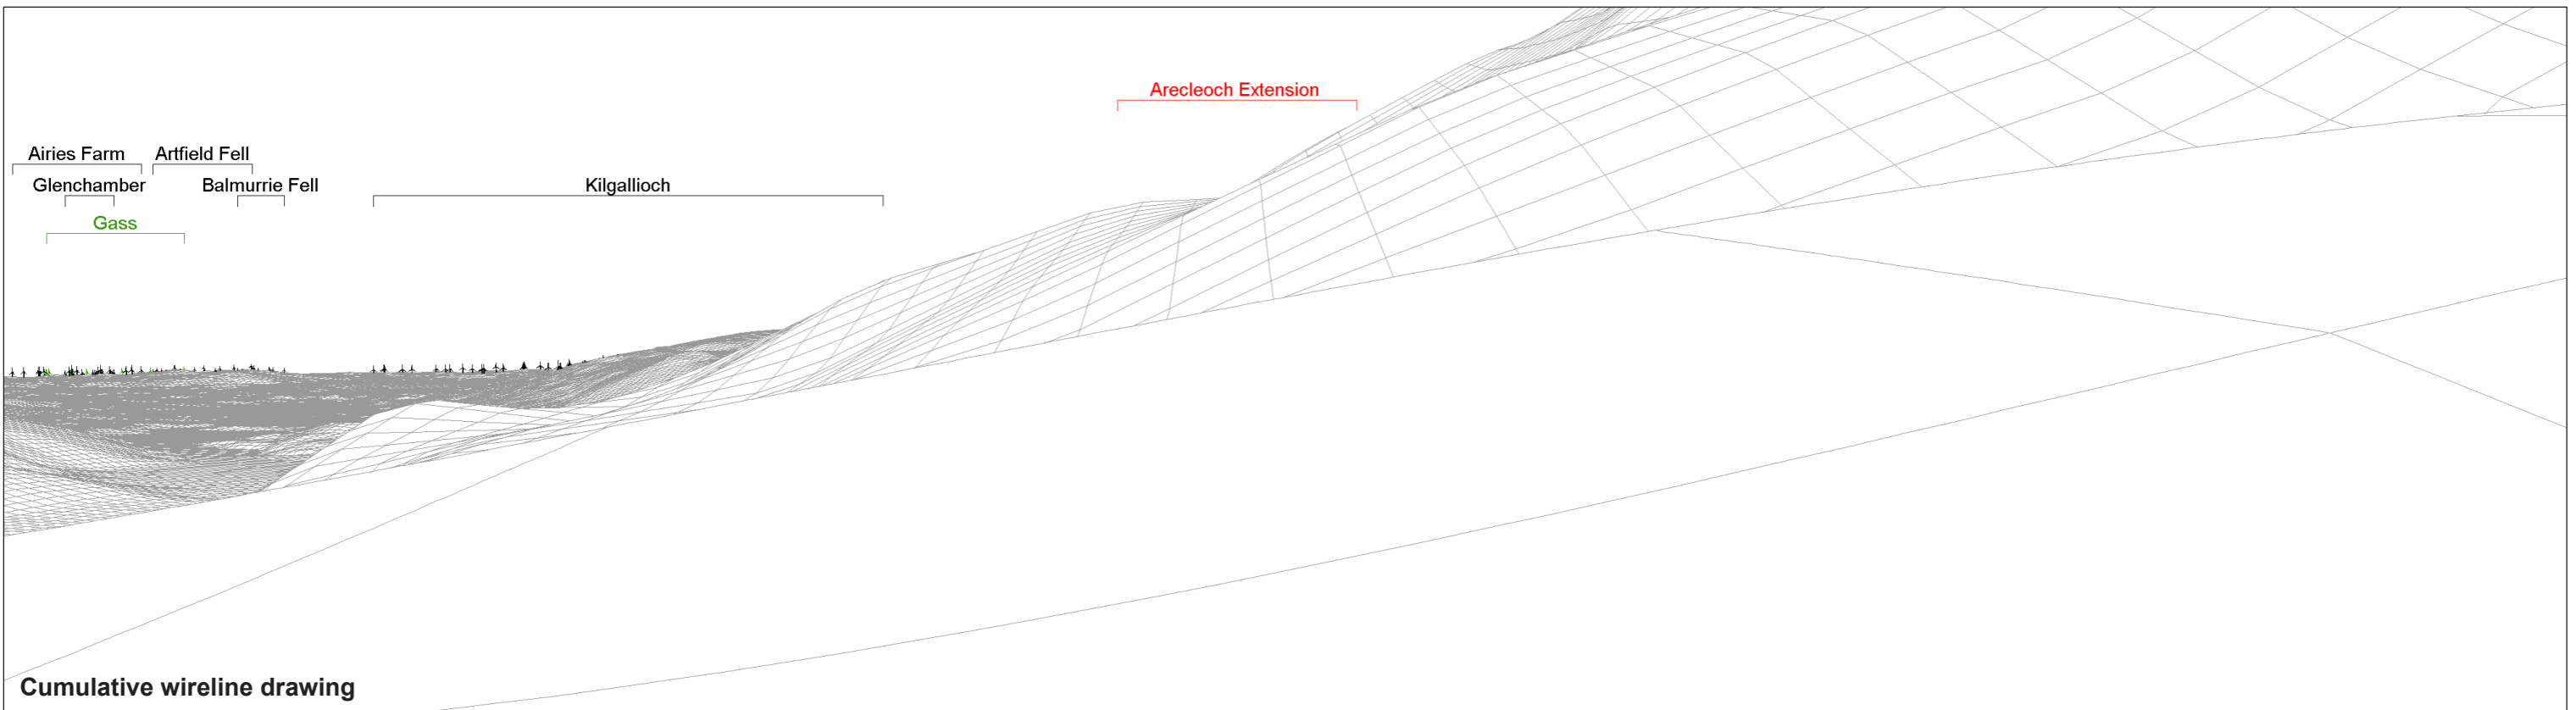 Arecleoch Extension
Airies Farm Artfield Fell
Glenchamber Balmurrie Fell Kilgallioch
Gass
Cumulative wireline drawing